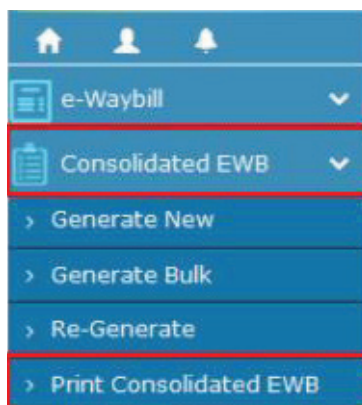 e-Waybill
Consolidated EWB
Generate New
Generate Bulk
Re-Generate
Print Consolidated EWB